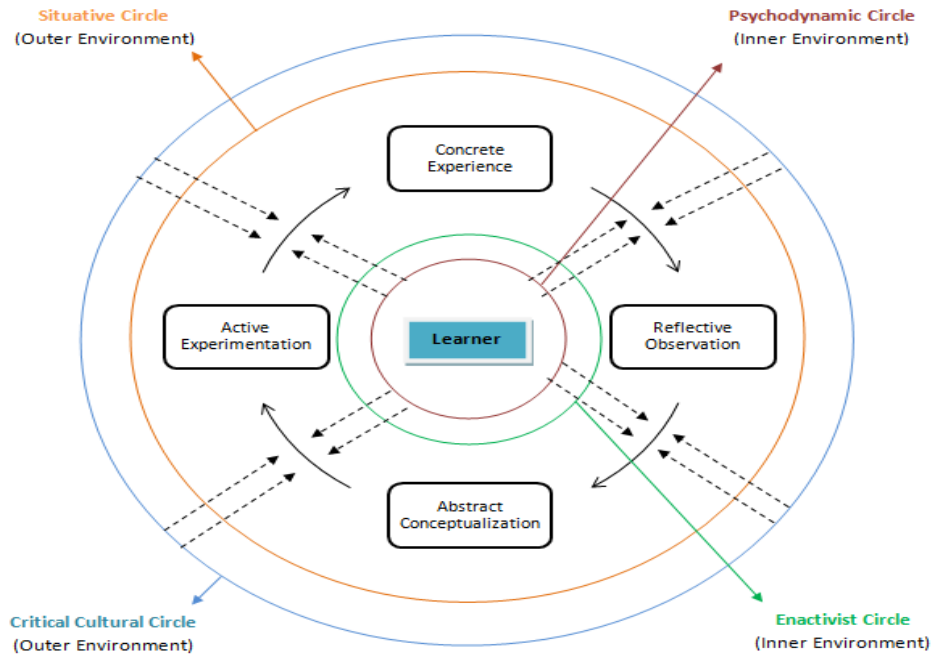 Situative Circle
(Outer Environment)
Psychodynamic Circle
(Inner Environment)
Concrete
Experience
Active
Experimentation
Learner
Reflective
Observation
Abstract
Conceptualization
Critical Cultural Circle
(Outer Environment)
Enactivist Circle
(Inner Environment)